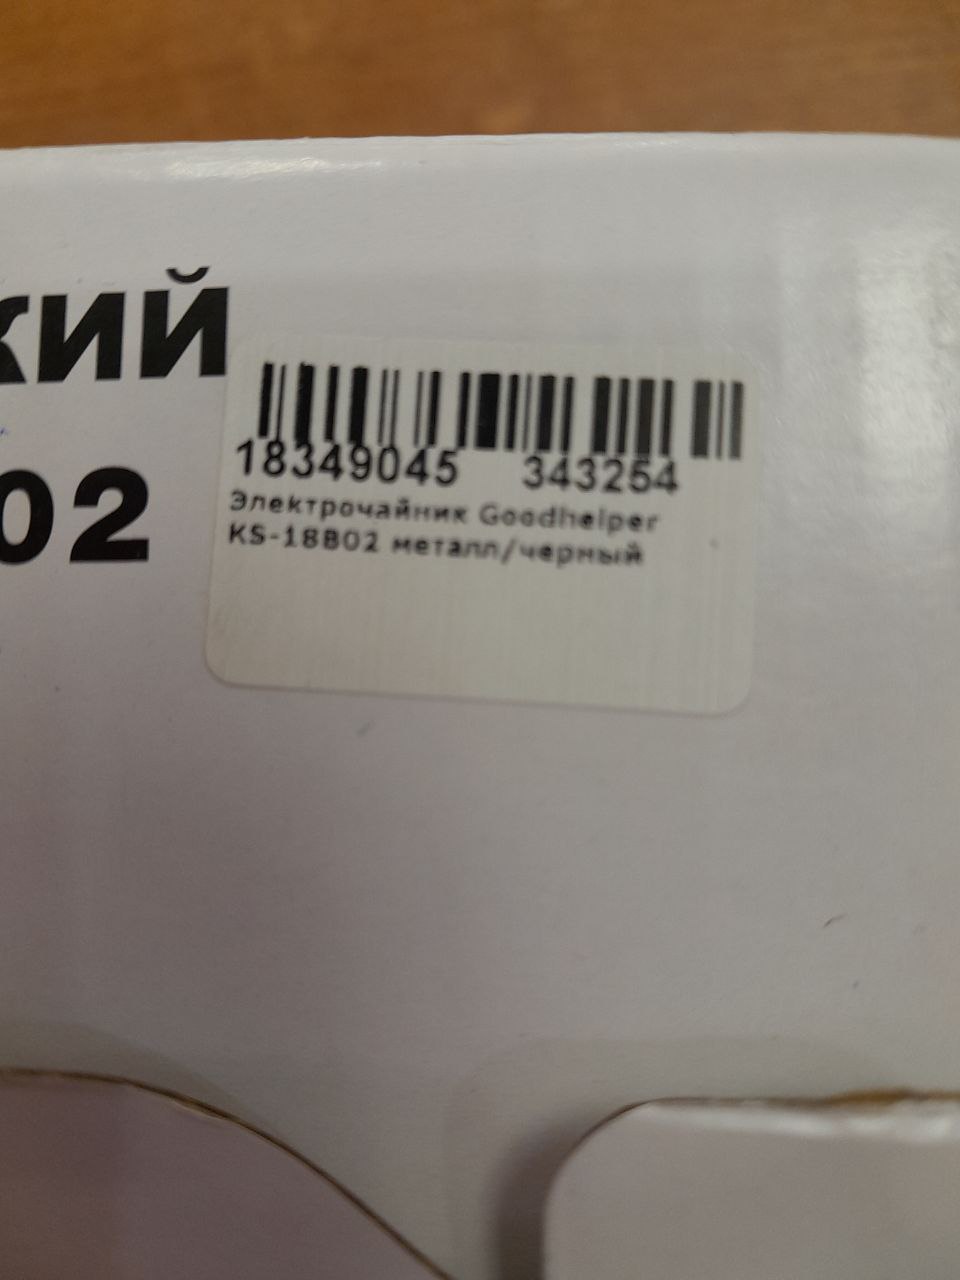 кий
02
18349045 343254
Электрочайник Goodhelper
KS-18B02 металл/черный